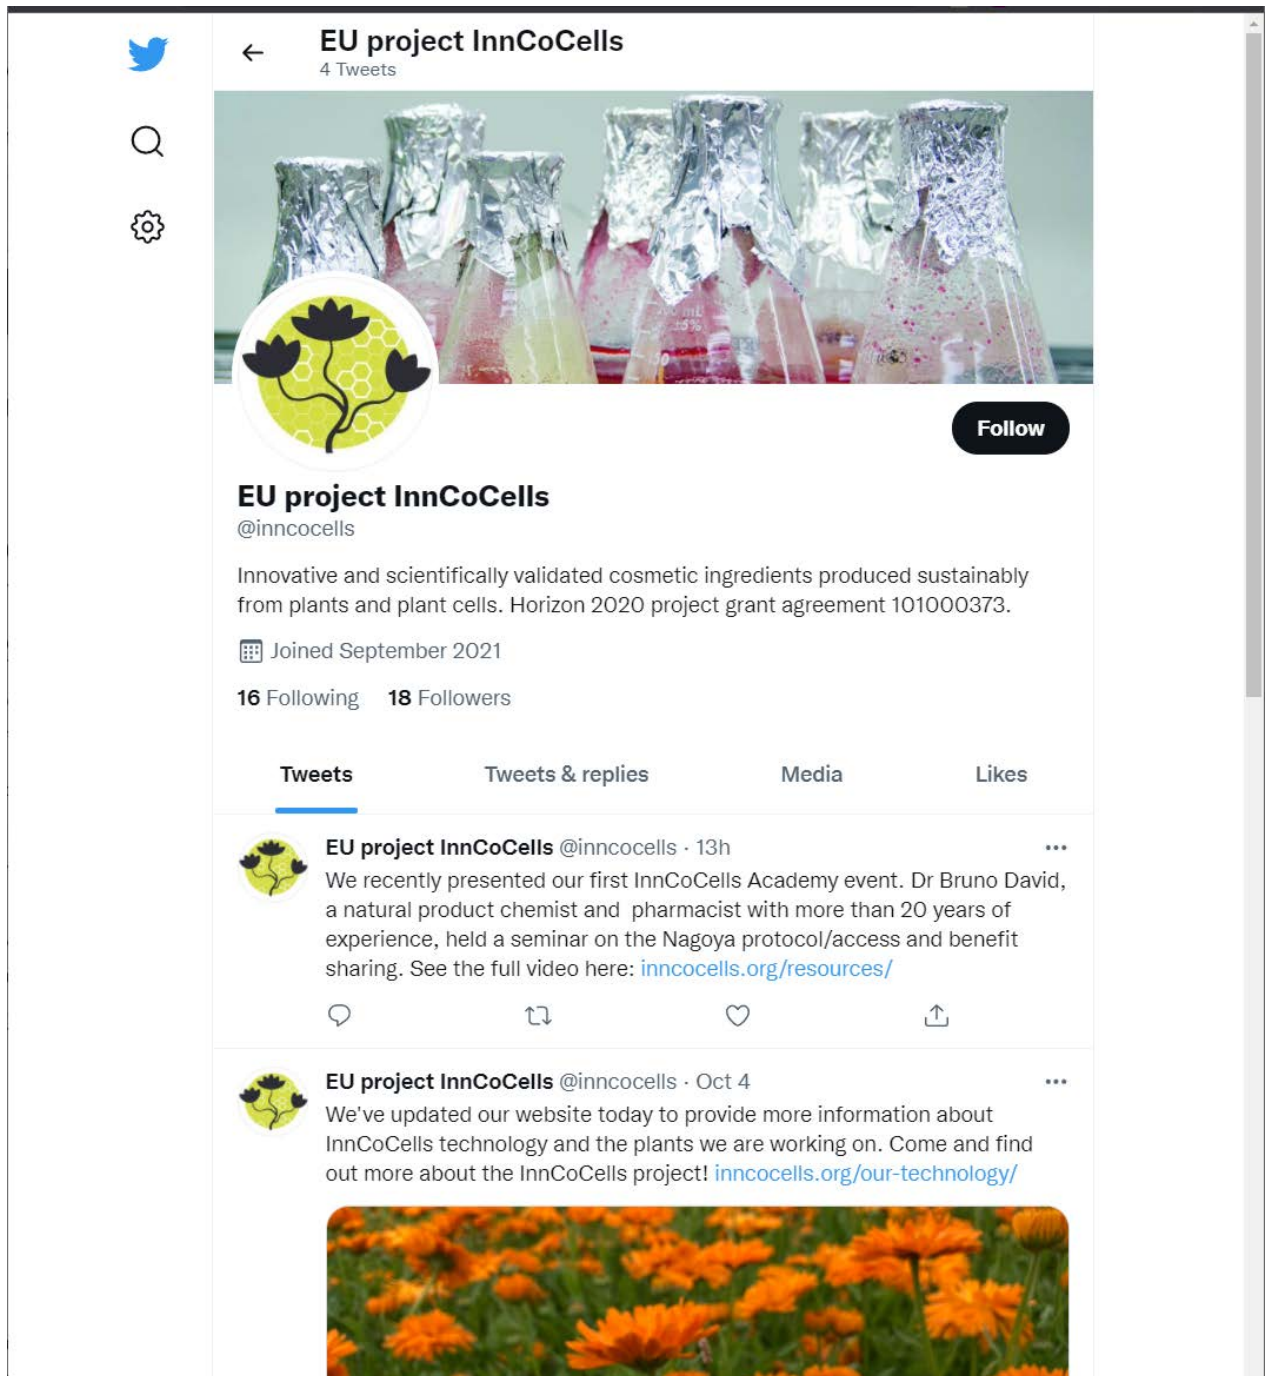 EU project InnCoCells
4 Tweets
Follow
EU project InnCoCells
@inncocells
Innovative and scientifically validated cosmetic ingredients produced sustainably
from plants and plant cells. Horizon 2020 project grant agreement 101000373.
Joined September 2021
16 Following 18 Followers
Tweets Tweets & replies Media Likes
EU project InnCoCells @inncocells · 13h
We recently presented our first InnCoCells Academy event. Dr Bruno David,
a natural product chemist and pharmacist with more than 20 years of
experience, held a seminar on the Nagoya protocol/access and benefit
sharing. See the full video here: inncocells.org/resources/
EU project InnCoCells @inncocells · Oct 4
We've updated our website today to provide more information about
InnCoCells technology and the plants we are working on. Come and find
out more about the InnCoCells project! inncocells.org/our-technology/